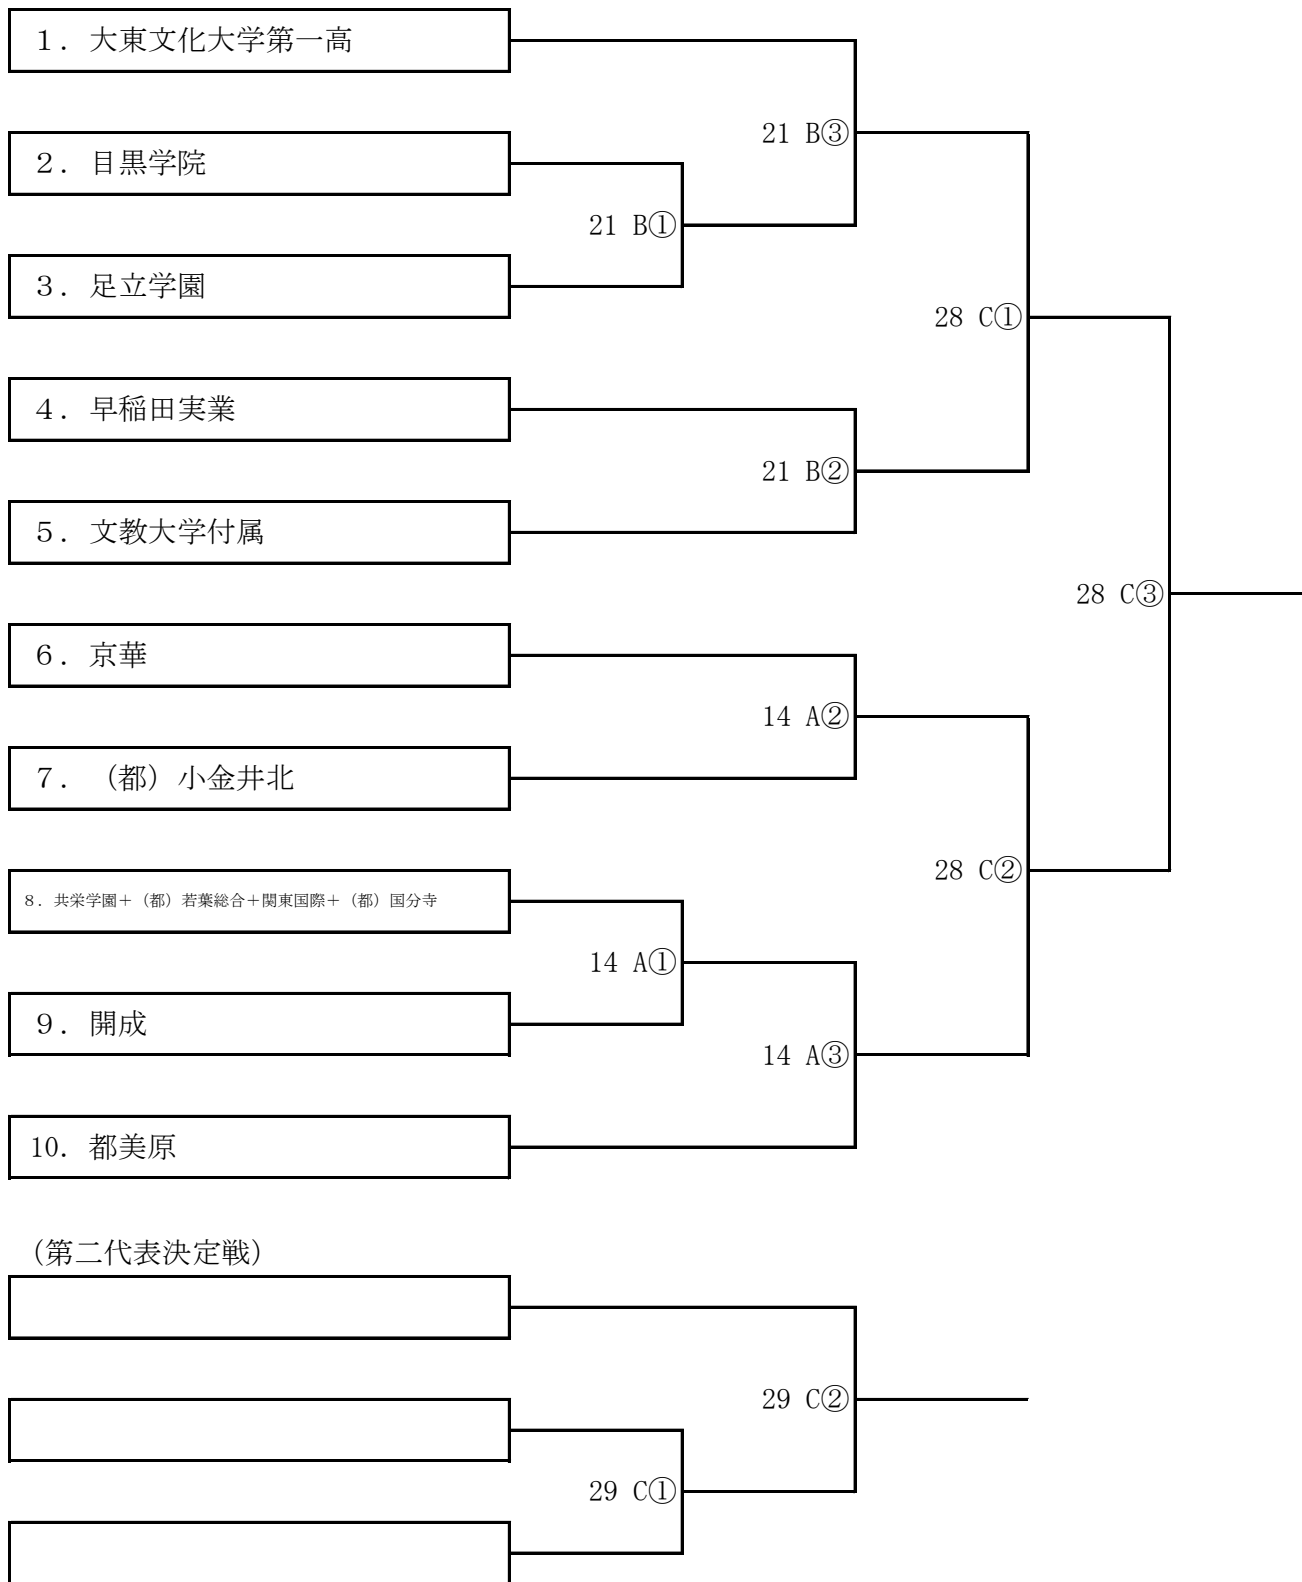 １．大東文化大学第一高
21 B③
２．目黒学院
21 B①
３．足立学園
28 C①
４．早稲田実業
21 B②
５．文教大学付属
28 C③
６．京華
14 A②
７．（都）小金井北
28 C②
８．共栄学園＋（都）若葉総合＋関東国際＋（都）国分寺
14 A①
９．開成
14 A③
10．都美原
（第二代表決定戦）
29 C②
29 C①